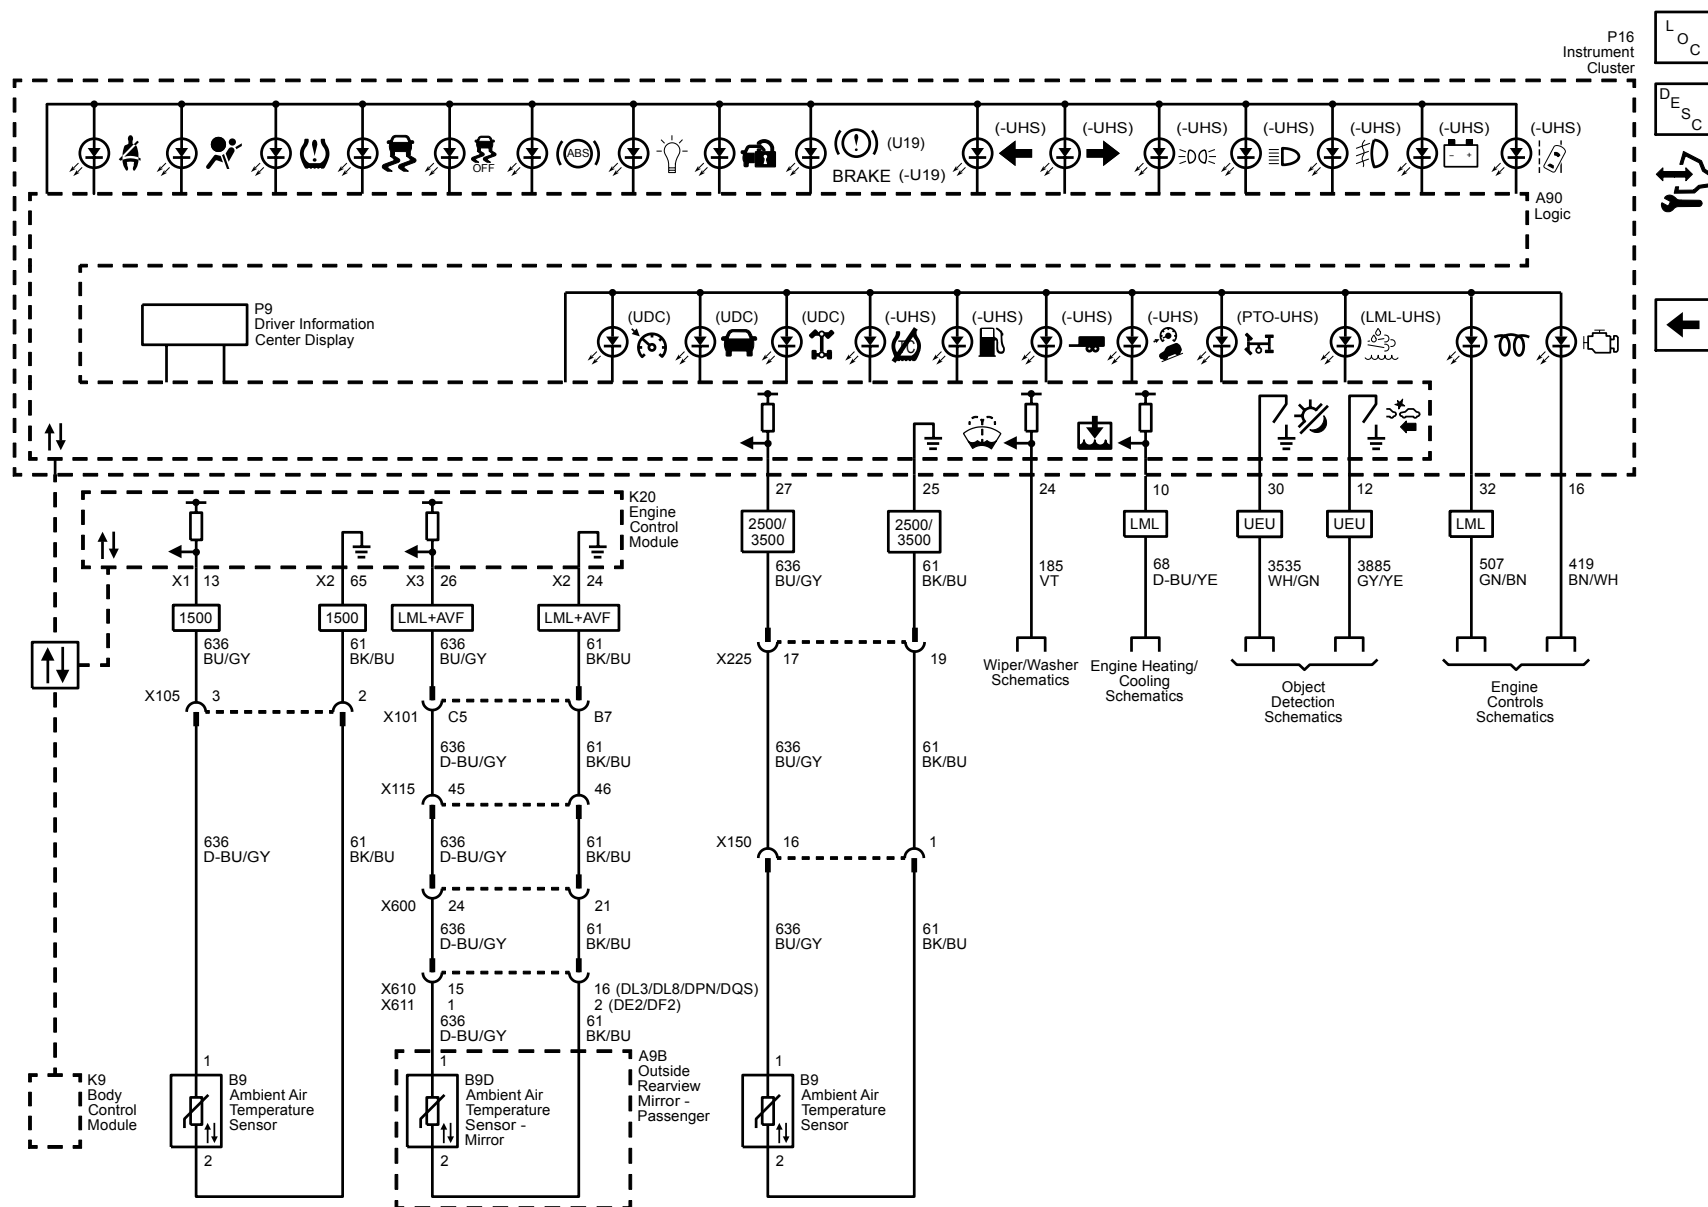 P16
Instrument
Cluster
L
O
C
D
E
S
C
OFF
ABS
(U19)
BRAKE (-U19)
(-UHS)
(-UHS)
(-UHS)
(-UHS)
(-UHS)
(-UHS)
(-UHS)
A90
Logic
P9
Driver Information
Center Display
(UDC)
(UDC)
(UDC)
(-UHS)
TC
(-UHS)
(-UHS)
(-UHS)
(PTO-UHS)
(LML-UHS)
27
25
24
10
30
12
32
16
K20
Engine
Control
Module
2500/
3500
2500/
3500
LML
UEU
UEU
LML
636
BU/GY
61
BK/BU
185
VT
68
D-BU/YE
3535
WH/GN
3885
GY/YE
507
GN/BN
419
BN/WH
X1 13
X2 65
X3 26
X2 24
1500
1500
LML+AVF
LML+AVF
636
BU/GY
61
BK/BU
636
BU/GY
61
BK/BU
X225 17
19
Wiper/Washer
Schematics
Engine Heating/
Cooling
Schematics
Object
Detection
Schematics
Engine
Controls
Schematics
X105 3
2
X101 C5
B7
636
D-BU/GY
61
BK/BU
636
BU/GY
61
BK/BU
X115 45
46
636
D-BU/GY
61
BK/BU
636
D-BU/GY
61
BK/BU
X150 16
1
X600 24
21
636
D-BU/GY
61
BK/BU
636
BU/GY
61
BK/BU
X610 15
16 (DL3/DL8/DPN/DQS)
X611 1
2 (DE2/DF2)
636
D-BU/GY
61
BK/BU
K9
Body
Control
Module
1
B9
Ambient Air
Temperature
Sensor
2
1
B9D
Ambient Air
Temperature
Sensor -
Mirror
2
A9B
Outside
Rearview
Mirror -
Passenger
1
B9
Ambient Air
Temperature
Sensor
2